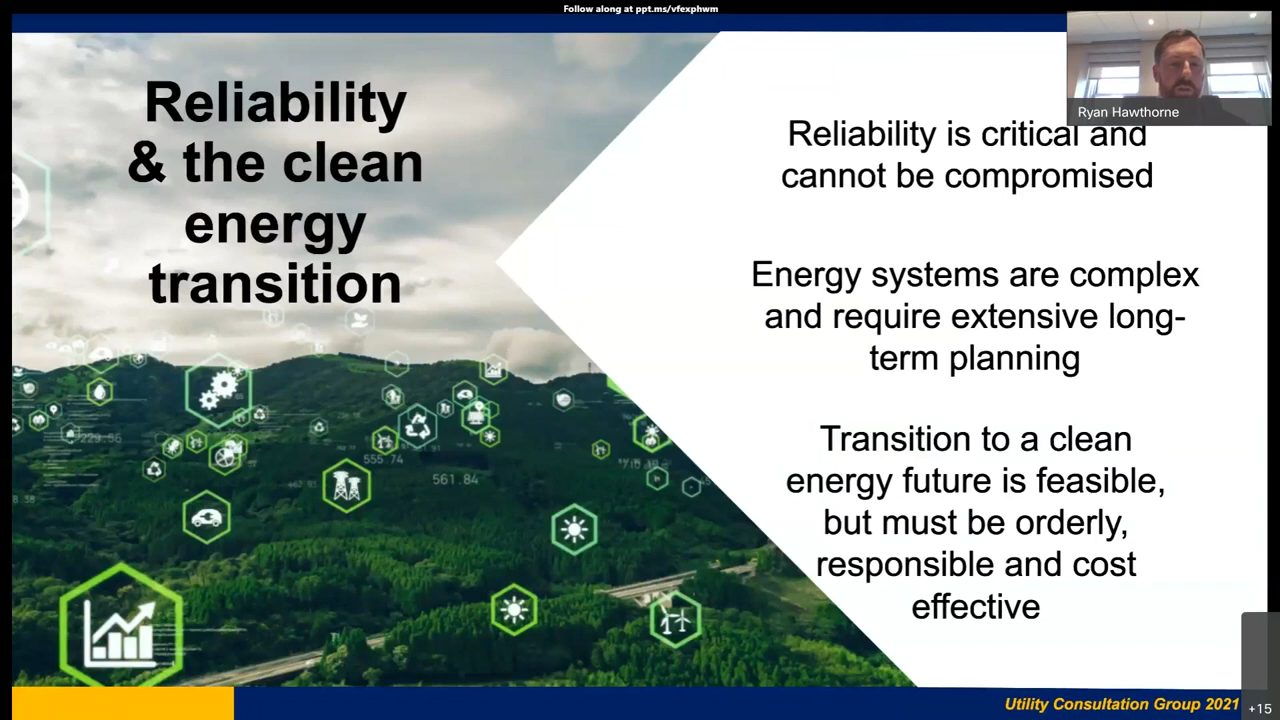 Follow along at ppt.ms/vfexphwm
Reliability
& the clean
energy
transition
Ryan Hawthorne
Reliability is critical and
cannot be compromised
Energy systems are complex
and require extensive long-
term planning
Transition to a clean
energy future is feasible,
but must be orderly,
responsible and cost
effective
229.56
555.74
561.84
Utility Consultation Group 2021
+15